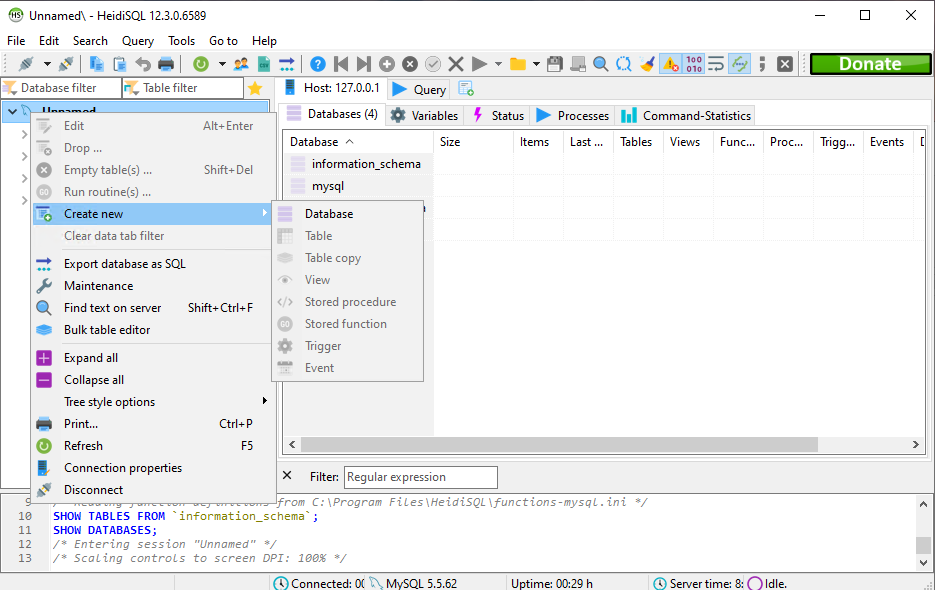 Unnamed\ - HeidiSQL 12.3.0.6589
File Edit Search Query Tools Go to Help
Donate
Database filter Table filter Host: 127.0.0.1 Query
Unnamed Databases (4) Variables Status Processes Command-Statistics
Database Size Items Last ... Tables Views Func... Proc... Trigg... Events
information_schema
mysql
Edit Alt+Enter
Drop ...
Empty table(s) ... Shift+Del
Run routine(s) ...
Create new
Clear data tab filter
Export database as SQL
Maintenance
Find text on server Shift+Ctrl+F
Bulk table editor
Expand all
Collapse all
Tree style options
Print... Ctrl+P
Refresh F5
Connection properties
Disconnect
Database
Table
Table copy
View
Stored procedure
Stored function
Trigger
Event
Filter: Regular expression
9 /* Reading function definitions from C:\Program Files\HeidiSQL\functions-mysql.ini */
10 SHOW TABLES FROM `information_schema`;
11 SHOW DATABASES;
12 /* Entering session "Unnamed" */
13 /* Scaling controls to screen DPI: 100% */
Connected: 00 MySQL 5.5.62 Uptime: 00:29 h Server time: 8: Idle.